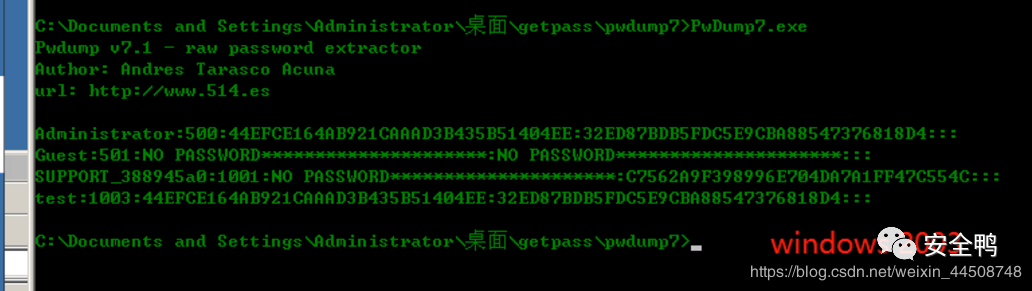 C:\Documents and Settings\Administrator\桌面\getpass\pwdump7>PwDump7.exe
Pwdump v7.1 - raw password extractor
Author: Andres Tarasco Acuna
url: http://www.514.es
Administrator:500:44EFCE164AB921CAAAD3B435B51404EE:32ED87BDB5FDC5E9CBA88547376818D4:::
Guest:501:NO PASSWORD*********************:NO PASSWORD*********************:::
SUPPORT_388945a0:1001:NO PASSWORD*********************:C7562A9F398996E704DA7A1FF47C554C:::
test:1003:44EFCE164AB921CAAAD3B435B51404EE:32ED87BDB5FDC5E9CBA88547376818D4:::
C:\Documents and Settings\Administrator\桌面\getpass\pwdump7>
windows
安全鸭
https://blog.csdn.net/weixin_44508748